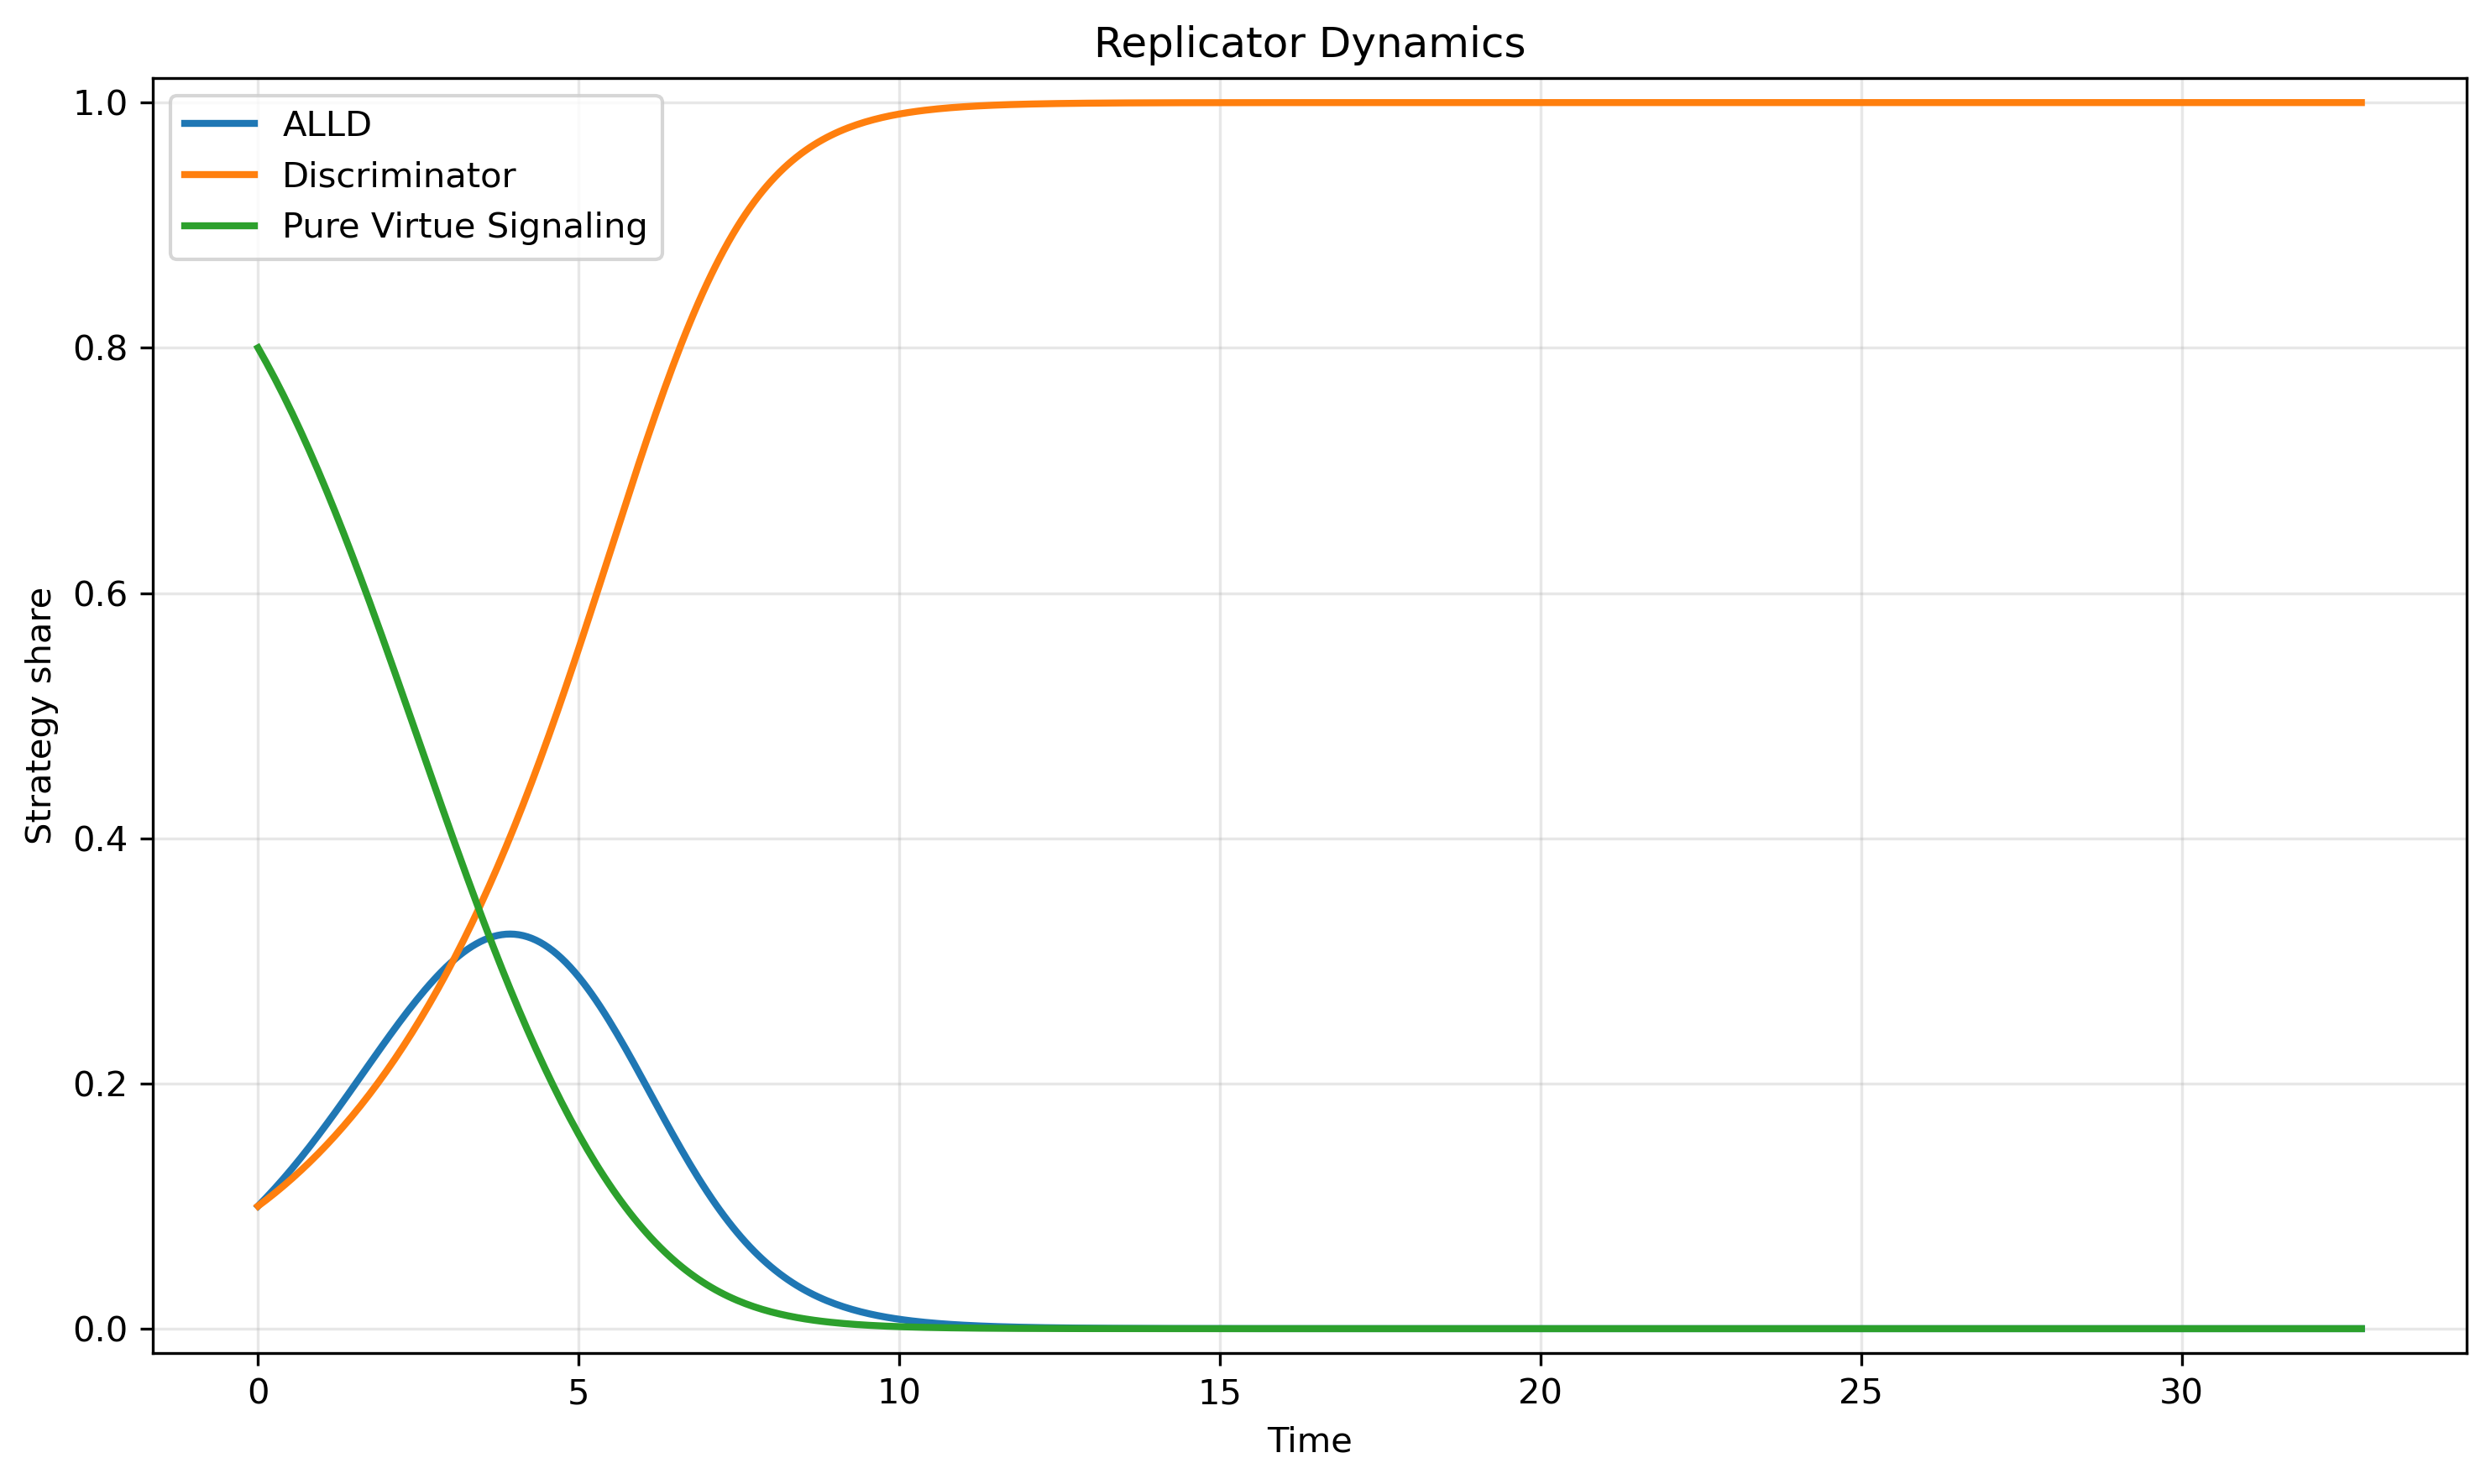 Replicator Dynamics
ALLD
Discriminator
Pure Virtue Signaling
Strategy share
1.0
0.8
0.6
0.4
0.2
0.0
0 5 10 15 20 25 30
Time